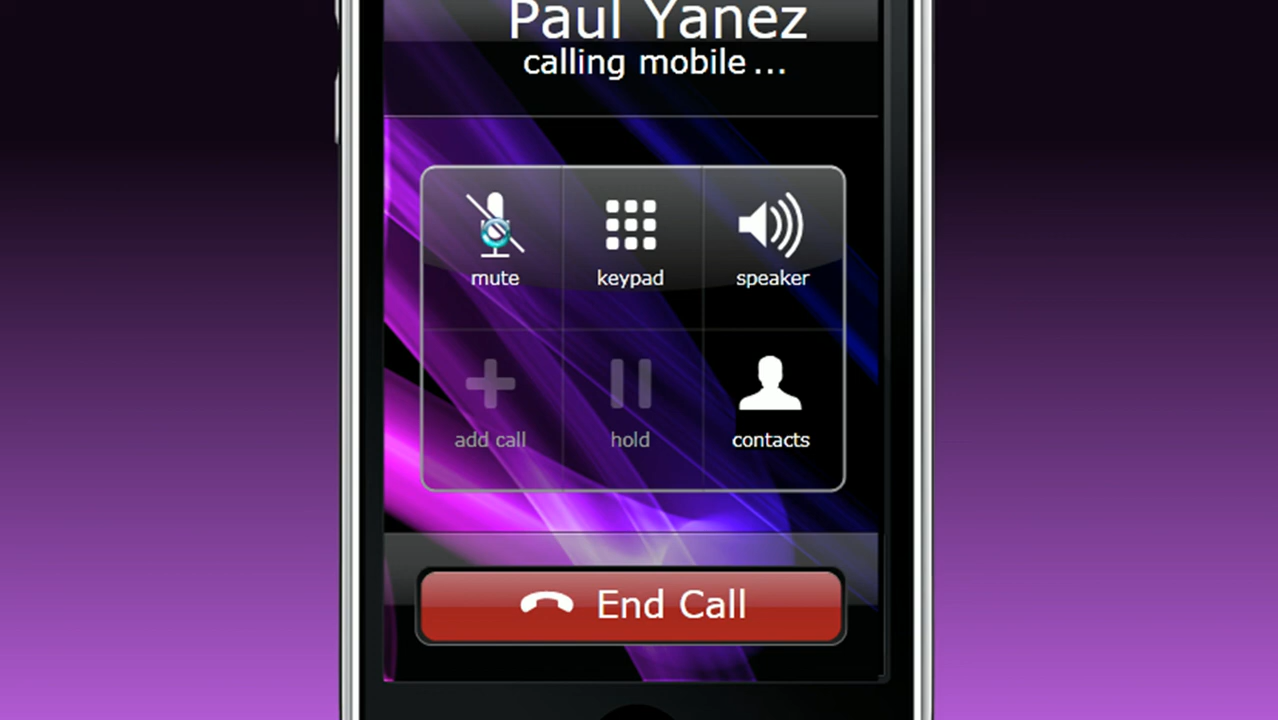 Paul Yanez
calling mobile ...
mute
keypad
speaker
add call
hold
contacts
End Call